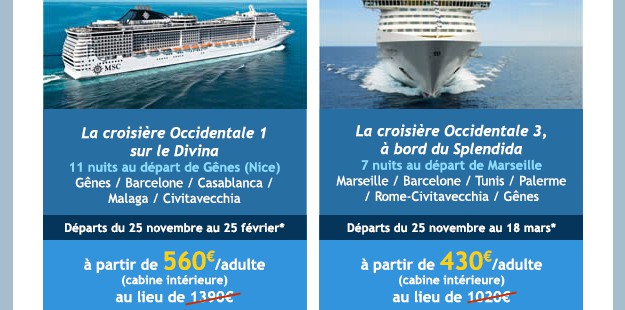 MSC
La croisière Occidentale 1
sur le Divina
11 nuits au départ de Gênes (Nice)
Gênes / Barcelone / Casablanca /
Malaga / Civitavecchia
Départs du 25 novembre au 25 février*
à partir de 560€/adulte
(cabine intérieure)
au lieu de 1390€
La croisière Occidentale 3,
à bord du Splendida
7 nuits au départ de Marseille
Marseille / Barcelone / Tunis / Palerme
/ Rome-Civitavecchia / Gênes
Départs du 25 novembre au 18 mars*
à partir de 430€/adulte
(cabine intérieure)
au lieu de 1020€